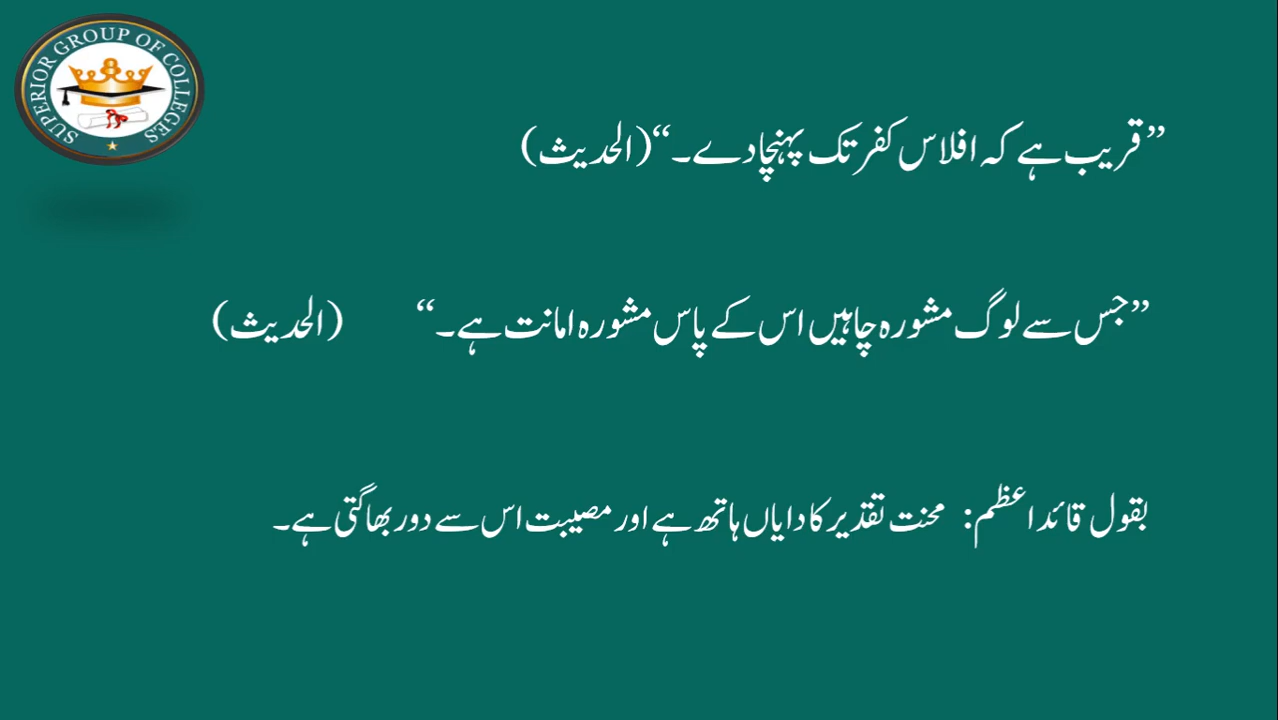 SUPERIOR GROUP OF COLLEGES
”قریب ہے کہ افلاس کفر تک پہنچا دے۔“ (الحدیث)
”جس سے لوگ مشورہ چاہیں اس کے پاس مشورہ امانت ہے۔“ (الحدیث)
بقول قائد اعظم: محنت تقدیر کا دایاں ہاتھ ہے اور مصیبت اس سے دور بھاگتی ہے۔